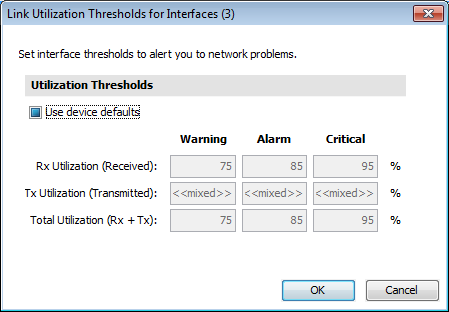 Link Utilization Thresholds for Interfaces (3)
Set interface thresholds to alert you to network problems.
Utilization Thresholds
Use device defaults
Warning Alarm Critical
Rx Utilization (Received): 75 85 95 %
Tx Utilization (Transmitted): <<mixed>> <<mixed>> <<mixed>> %
Total Utilization (Rx + Tx): 75 85 95 %
OK Cancel